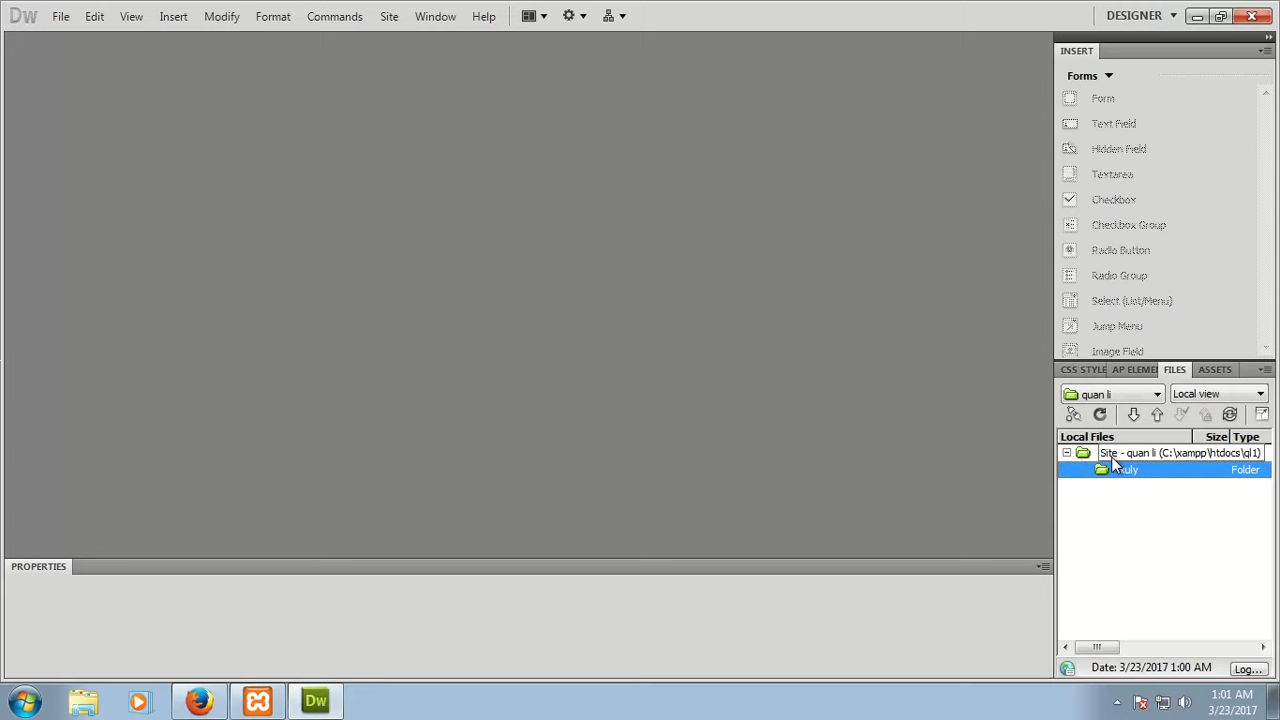 Dw File Edit View Insert Modify Format Commands Site Window Help DESIGNER
INSERT
Forms
Form
Text Field
Hidden Field
Textarea
Checkbox
Checkbox Group
Radio Button
Radio Group
Select (List/Menu)
Jump Menu
Image Field
CSS STYLE AP ELEMEN FILES ASSETS
quan li Local view
Local Files Size Type
Site - quan li (C:\xampp\htdocs\ql1)
Folder
PROPERTIES
Date: 3/23/2017 1:00 AM Log...
Dw
1:01 AM
3/23/2017